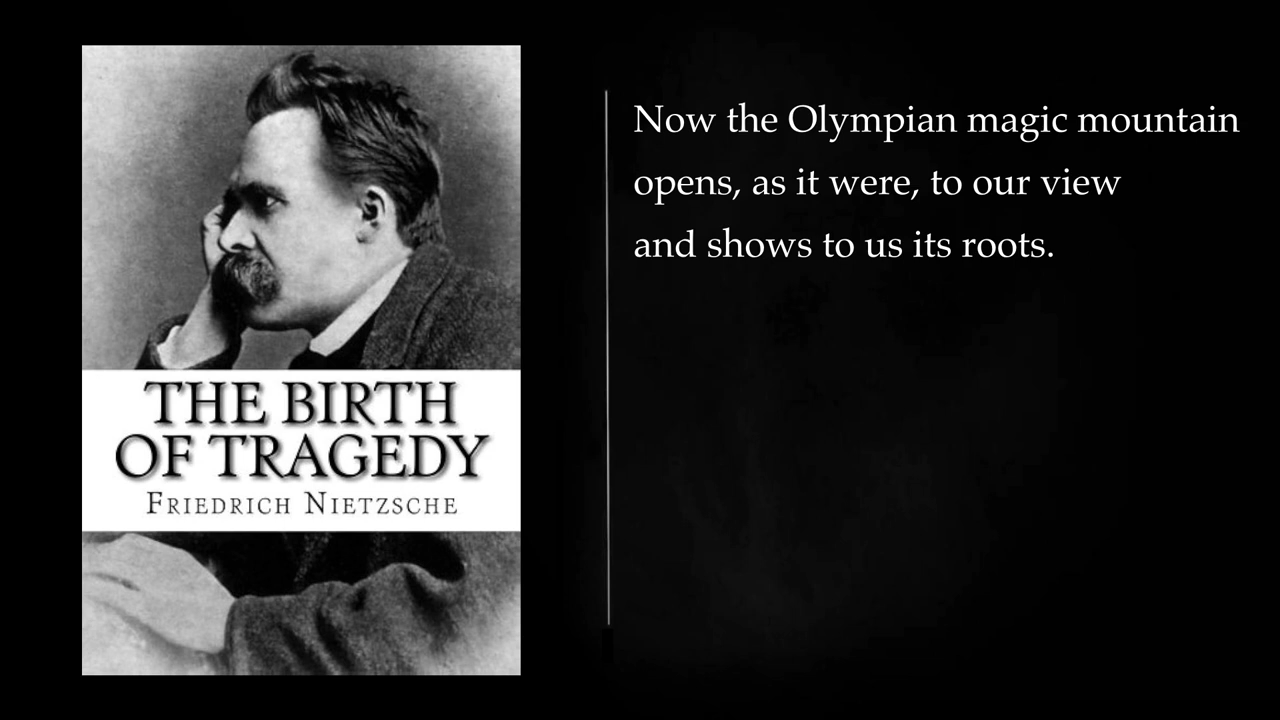 THE BIRTH
OF TRAGEDY
Friedrich Nietzsche
Now the Olympian magic mountain
opens, as it were, to our view
and shows to us its roots.